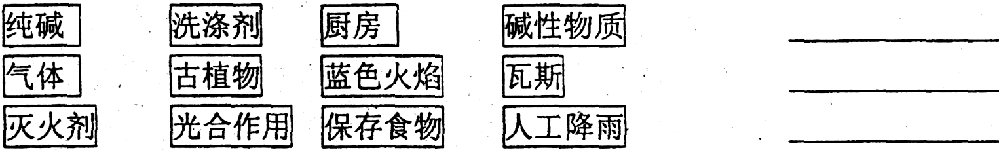 纯碱 洗涤剂 厨房 碱性物质
气体 古植物 蓝色火焰 瓦斯
灭火剂 光合作用 保存食物 人工降雨